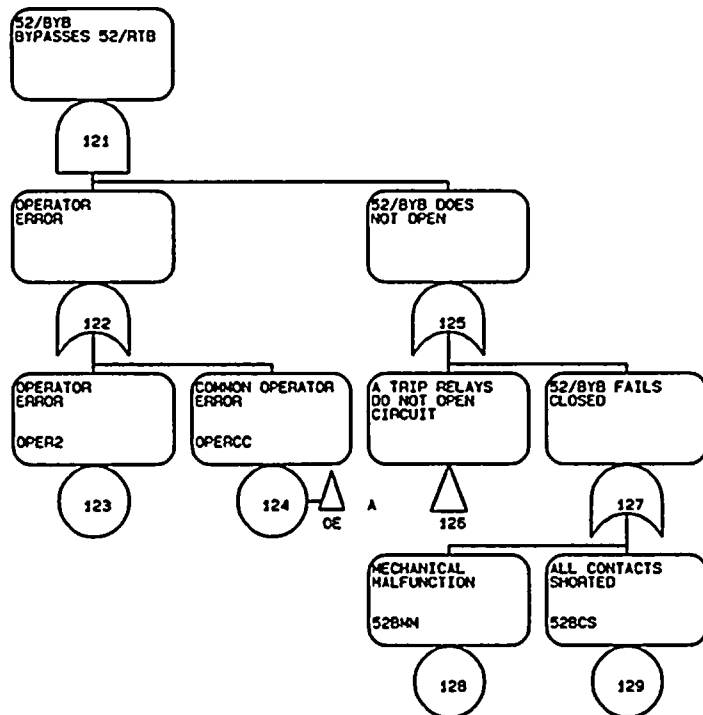 52/BYB
BYPASSES 52/RTB
121
OPERATOR
ERROR
52/BYB DOES
NOT OPEN
122
125
OPERATOR
ERROR
OPER2
COMMON OPERATOR
ERROR
OPERCC
A TRIP RELAYS
DO NOT OPEN
CIRCUIT
52/BYB FAILS
CLOSED
123
124
OE
A
126
127
MECHANICAL
MALFUNCTION
52BMM
ALL CONTACTS
SHORTED
52BCS
128
129